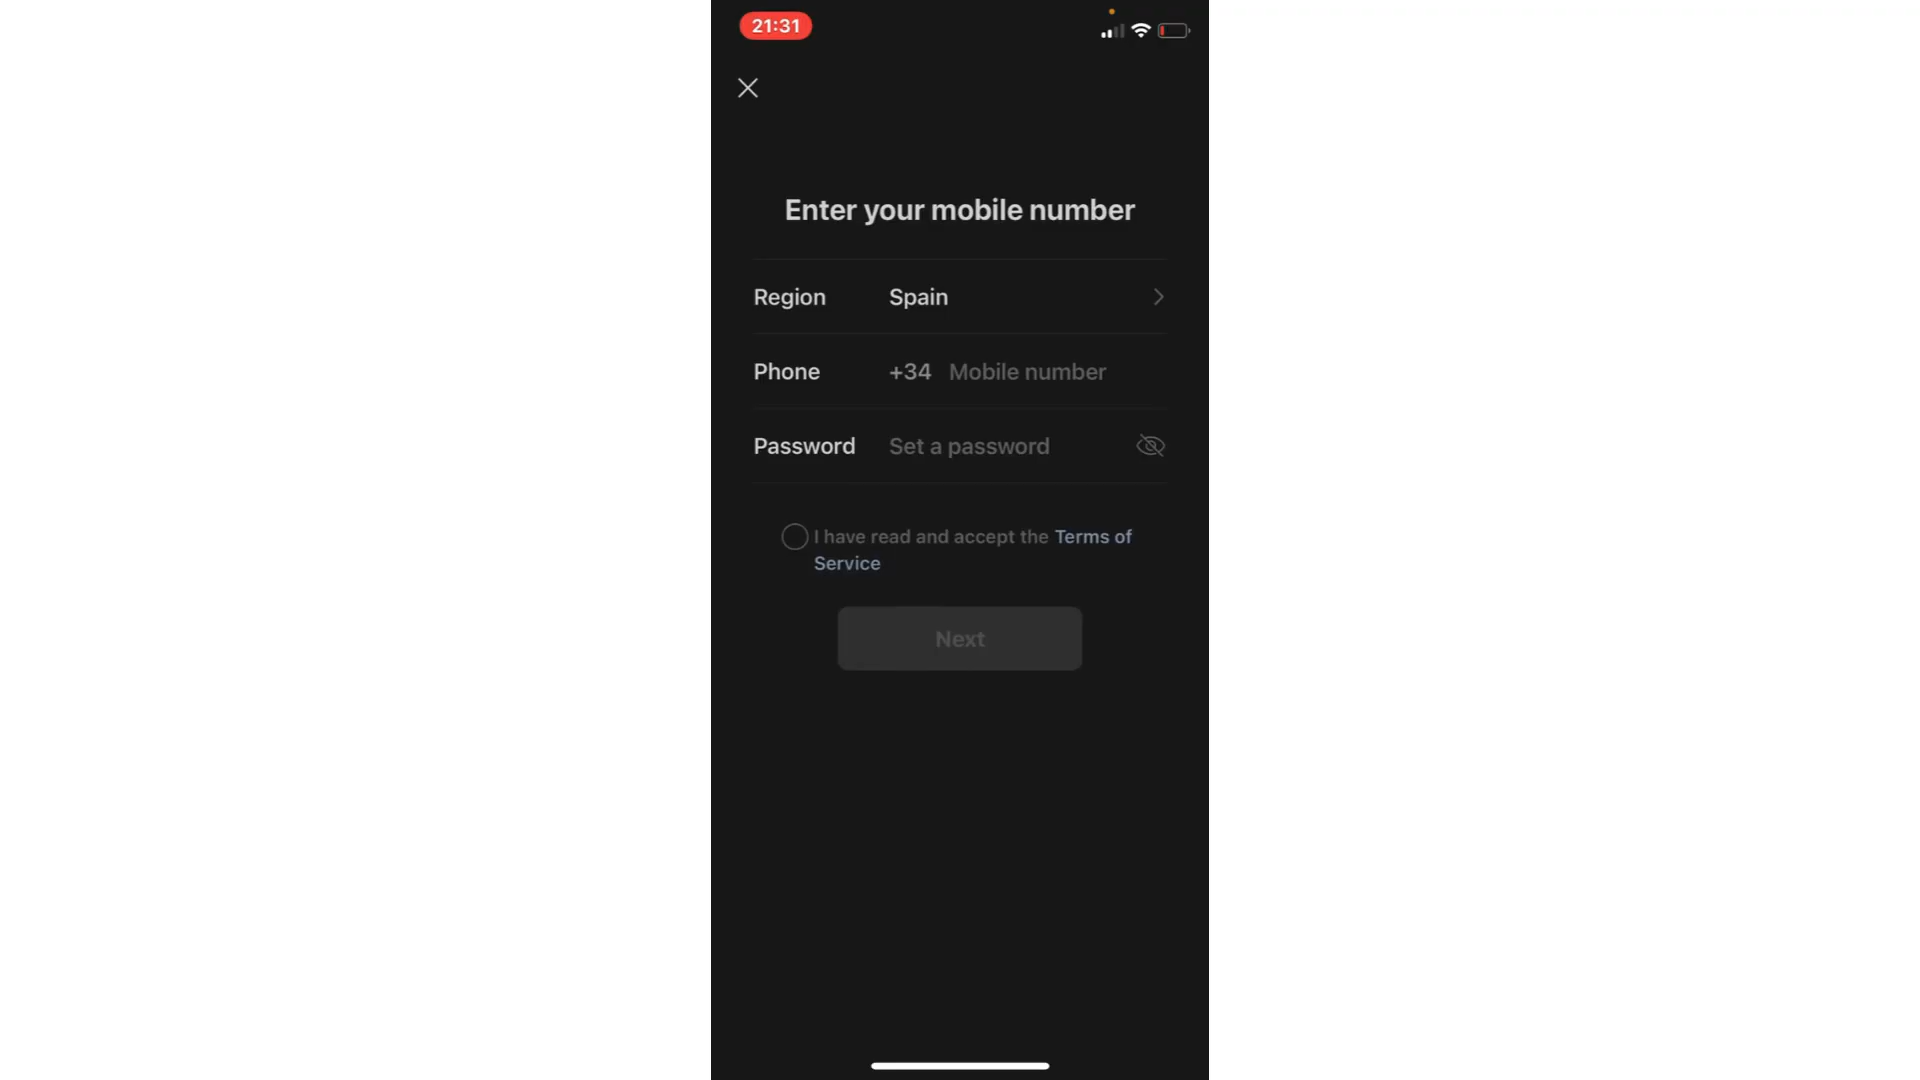 21:31
Enter your mobile number
Region Spain
Phone +34 Mobile number
Password Set a password
I have read and accept the Terms of
Service
Next